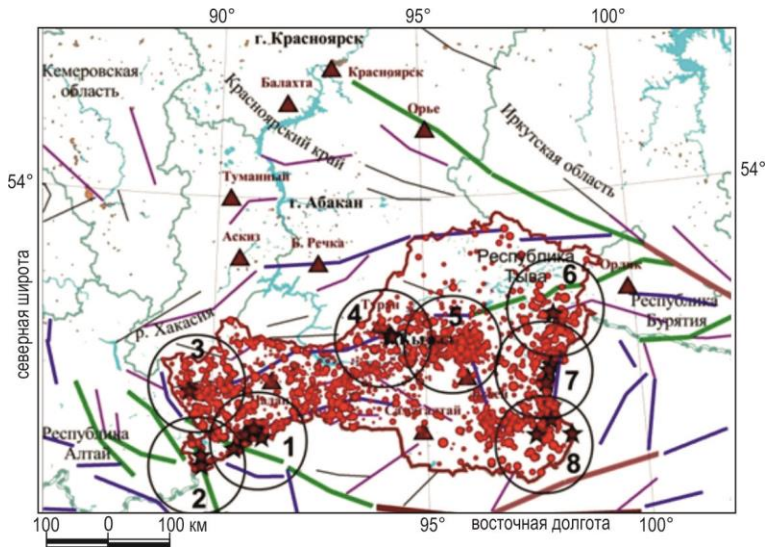 90°
95°
100°
г. Красноярск
Красноярск
Кемеровская
область
Балахта
Красноярский край
Орье
Иркутская область
54°
54°
Туманный
г. Абакан
Аскиз
Б. Речка
Республика
Тыва
Орлик
6
Республика
Бурятия
р. Хакасия
Туран
4
5
г. Кызыл
3
7
Республика
Алтай
1
2
8
северная широта
100
0
100 км
95°
восточная долгота
100°